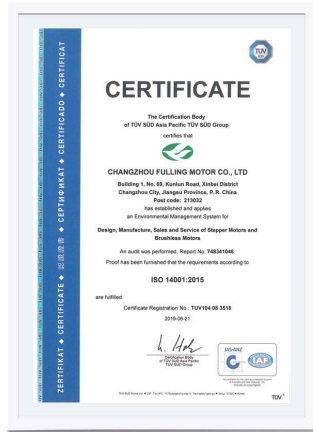 TÜV
SÜD
ZERTIFIKAT ◆ CERTIFICATE ◆ 認證證書 ◆ СЕРТИФИКАТ ◆ CERTIFICADO ◆ CERTIFICAT
CERTIFICATE
The Certification Body
of TÜV SÜD Asia Pacific TÜV SÜD Group
certifies that
CHANGZHOU FULLING MOTOR CO., LTD
Building 1, No. 69, Kunlun Road, Xinbei District
Changzhou City, Jiangsu Province, P. R. China
Post code: 213032
has established and applies
an Environmental Management System for
Design, Manufacture, Sales and Service of Stepper Motors and
Brushless Motors
An audit was performed, Report No. 748341046
Proof has been furnished that the requirements according to
ISO 14001:2015
are fulfilled.
Certificate Registration No.: TUV104 08 3518
2019-08-21
Certification Body
of TÜV SÜD Asia Pacific
TÜV SÜD Group
JAS-ANZ
IAF
TÜV